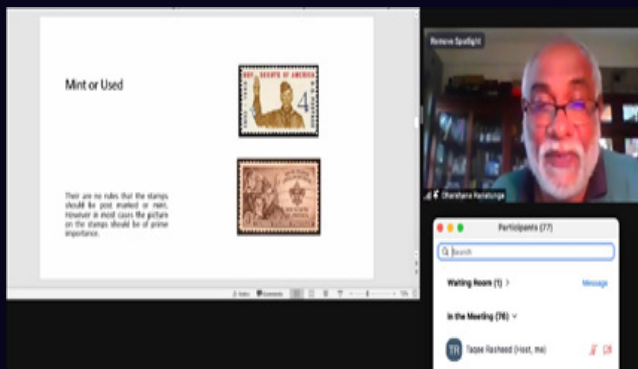 Mint or Used
BOY SCOUTS OF AMERICA
4
Their are no rules that the stamps
should be post marked or mint.
However in most cases the picture
on the stamps should be of prime
importance.
Remove Spotlight
Dharshana Ranatunga
Participants (77)
Search
Waiting Room (1)
Message
In the Meeting (76)
TR
Taqee Rasheed (Host, me)